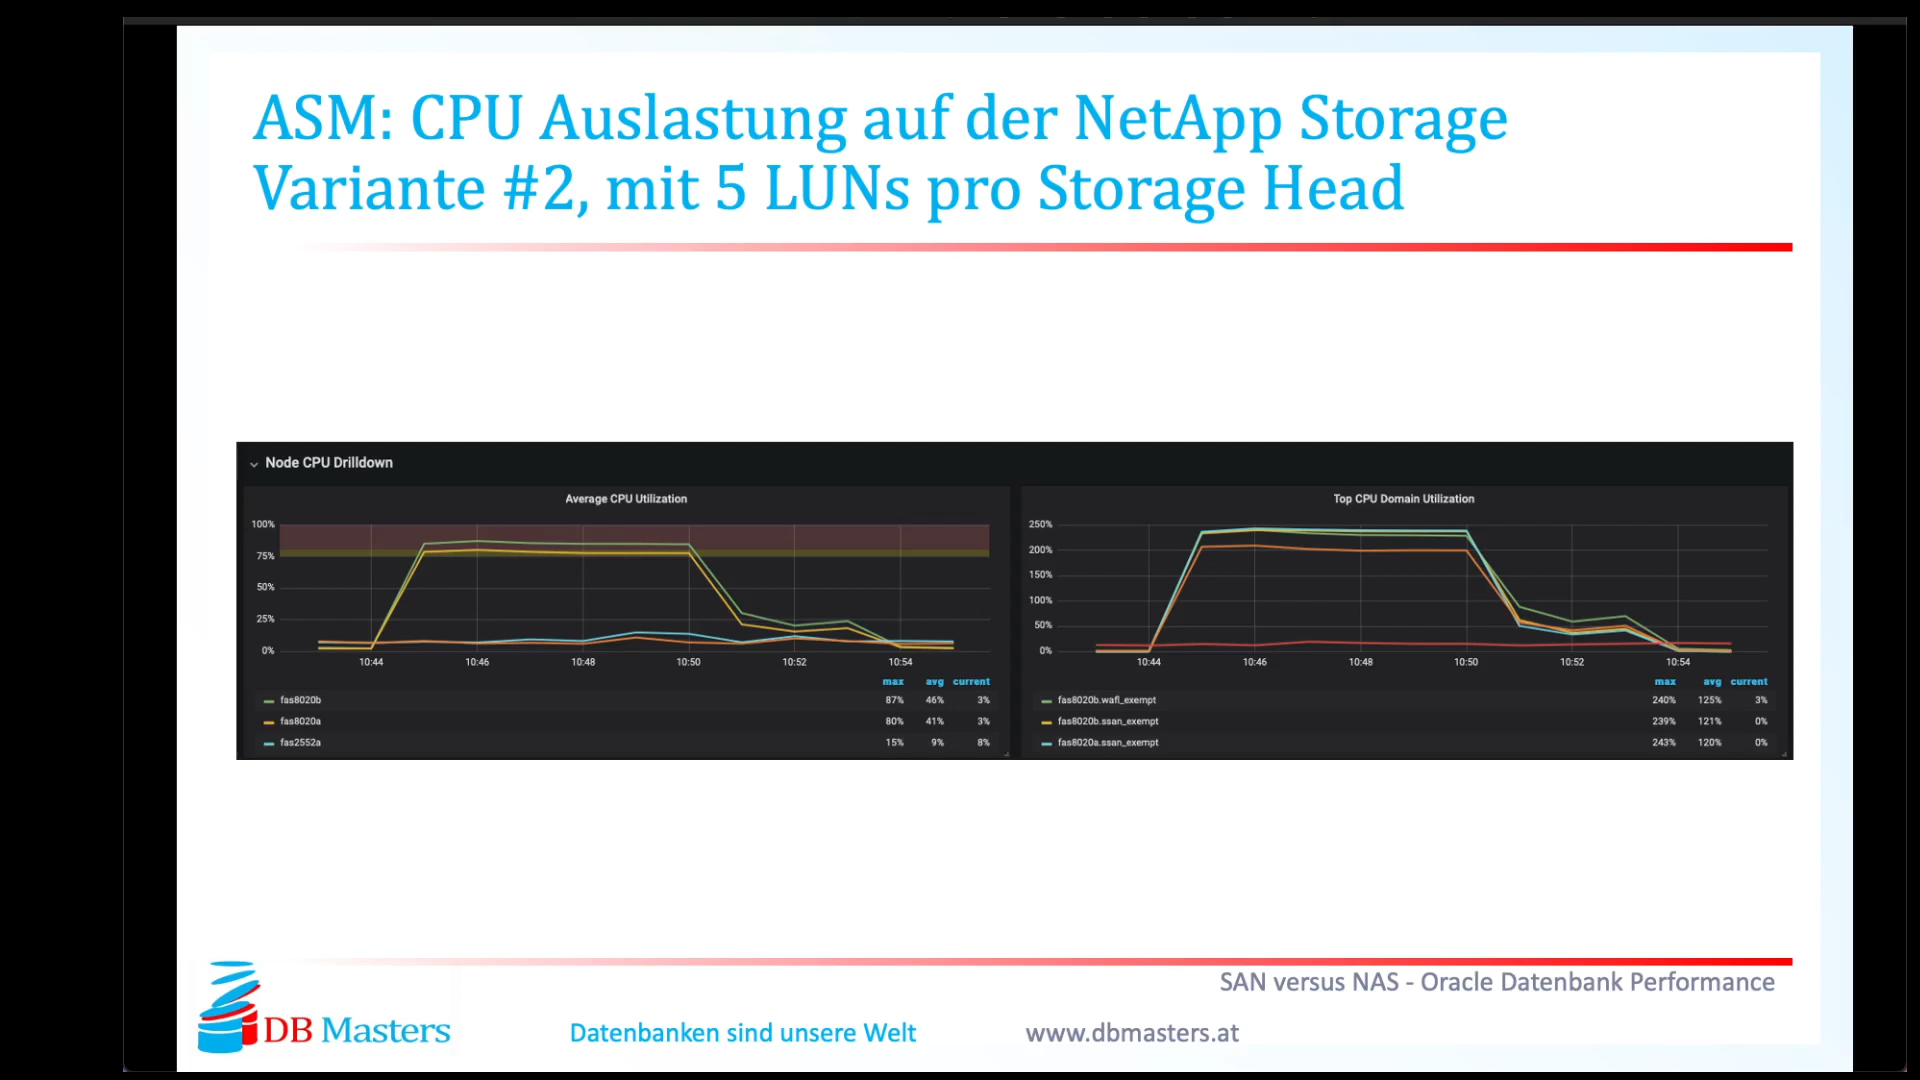 ASM: CPU Auslastung auf der NetApp Storage
Variante #2, mit 5 LUNs pro Storage Head
Node CPU Drilldown
Average CPU Utilization
100%
75%
50%
25%
0%
10:44 10:46 10:48 10:50 10:52 10:54
max avg current
fas8020b 87% 46% 3%
fas8020a 80% 41% 3%
fas2552a 15% 9% 8%
Top CPU Domain Utilization
250%
200%
150%
100%
50%
0%
10:44 10:46 10:48 10:50 10:52 10:54
max avg current
fas8020b.wafl_exempt 240% 125% 3%
fas8020b.ssan_exempt 239% 121% 0%
fas8020a.ssan_exempt 243% 120% 0%
SAN versus NAS - Oracle Datenbank Performance
DB Masters
Datenbanken sind unsere Welt
www.dbmasters.at